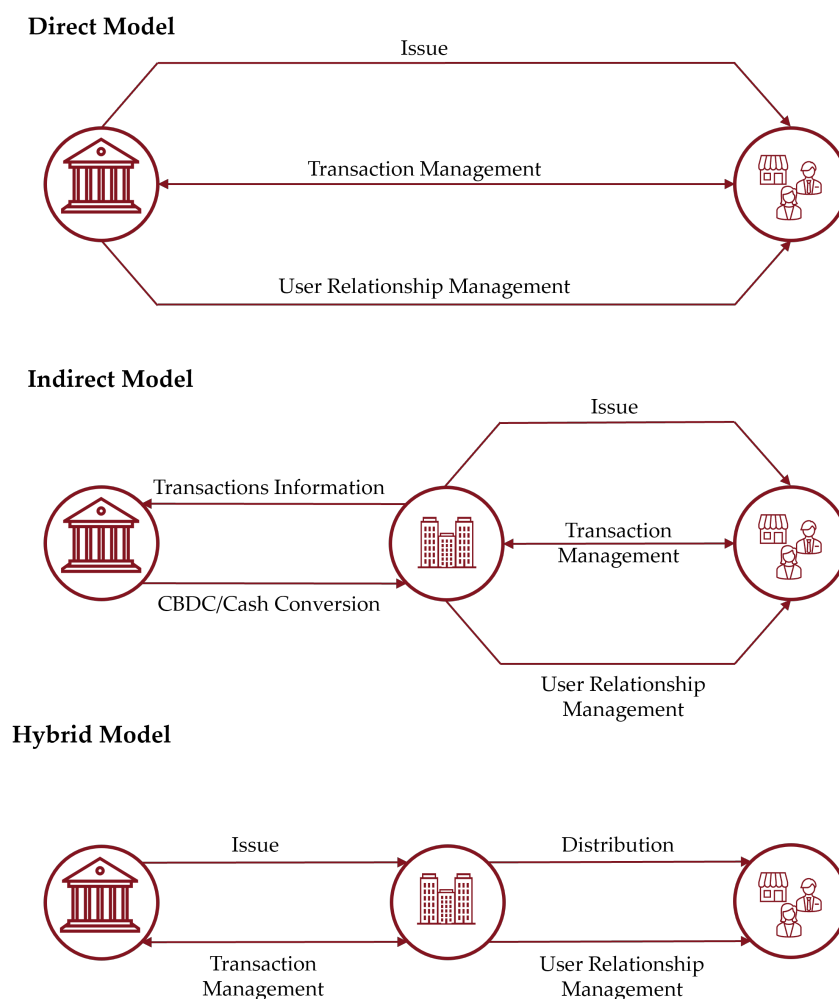 Direct Model
Issue
Transaction Management
User Relationship Management
Indirect Model
Issue
Transactions Information
Transaction
Management
CBDC/Cash Conversion
User Relationship
Management
Hybrid Model
Issue
Distribution
Transaction
Management
User Relationship
Management